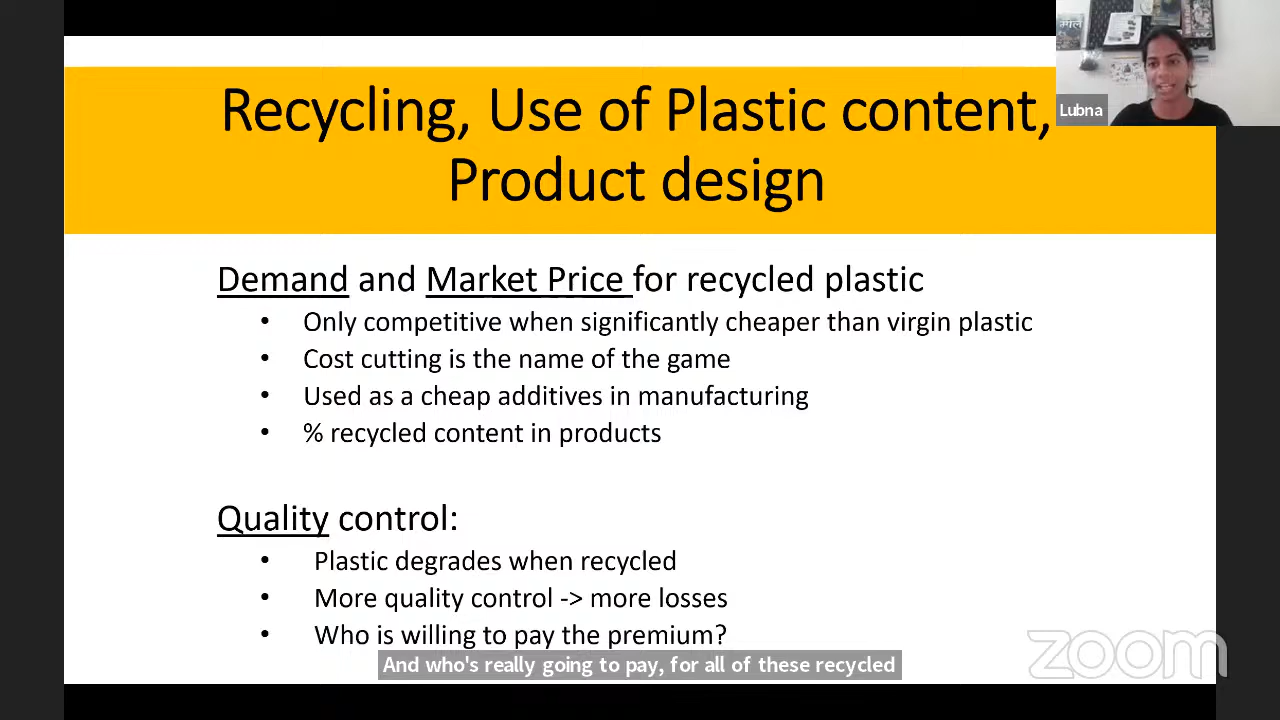 Recycling, Use of Plastic content,
Product design
Lubna
Demand and Market Price for recycled plastic
• Only competitive when significantly cheaper than virgin plastic
• Cost cutting is the name of the game
• Used as a cheap additives in manufacturing
• % recycled content in products
Quality control:
• Plastic degrades when recycled
• More quality control -> more losses
• Who is willing to pay the premium?
And who's really going to pay, for all of these recycled
zoom